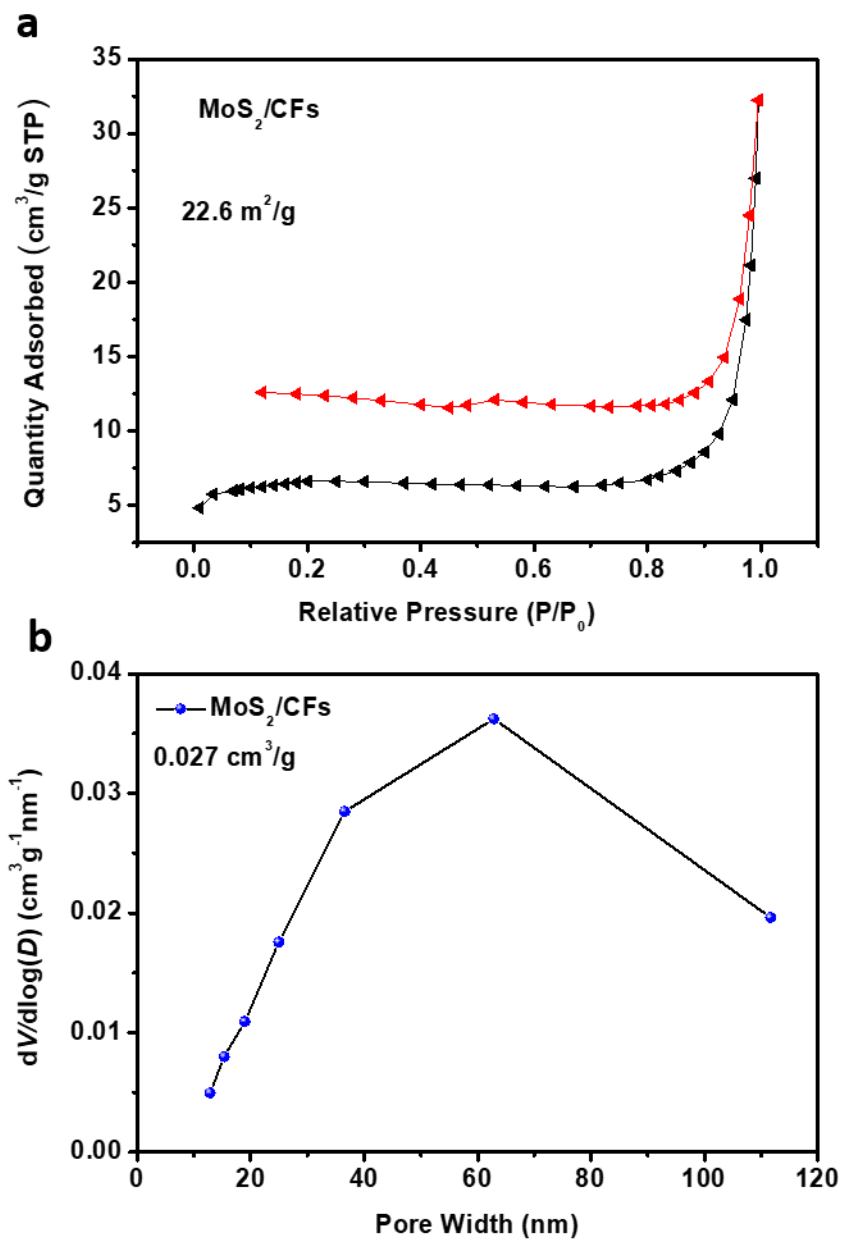 a
35
30
25
20
15
10
5
Quantity Adsorbed (cm³/g STP)
MoS₂/CFs
22.6 m²/g
0.0 0.2 0.4 0.6 0.8 1.0
Relative Pressure (P/P₀)
b
0.04
0.03
0.02
0.01
0.00
dV/dlog(D) (cm³g⁻¹nm⁻¹)
MoS₂/CFs
0.027 cm³/g
0 20 40 60 80 100 120
Pore Width (nm)